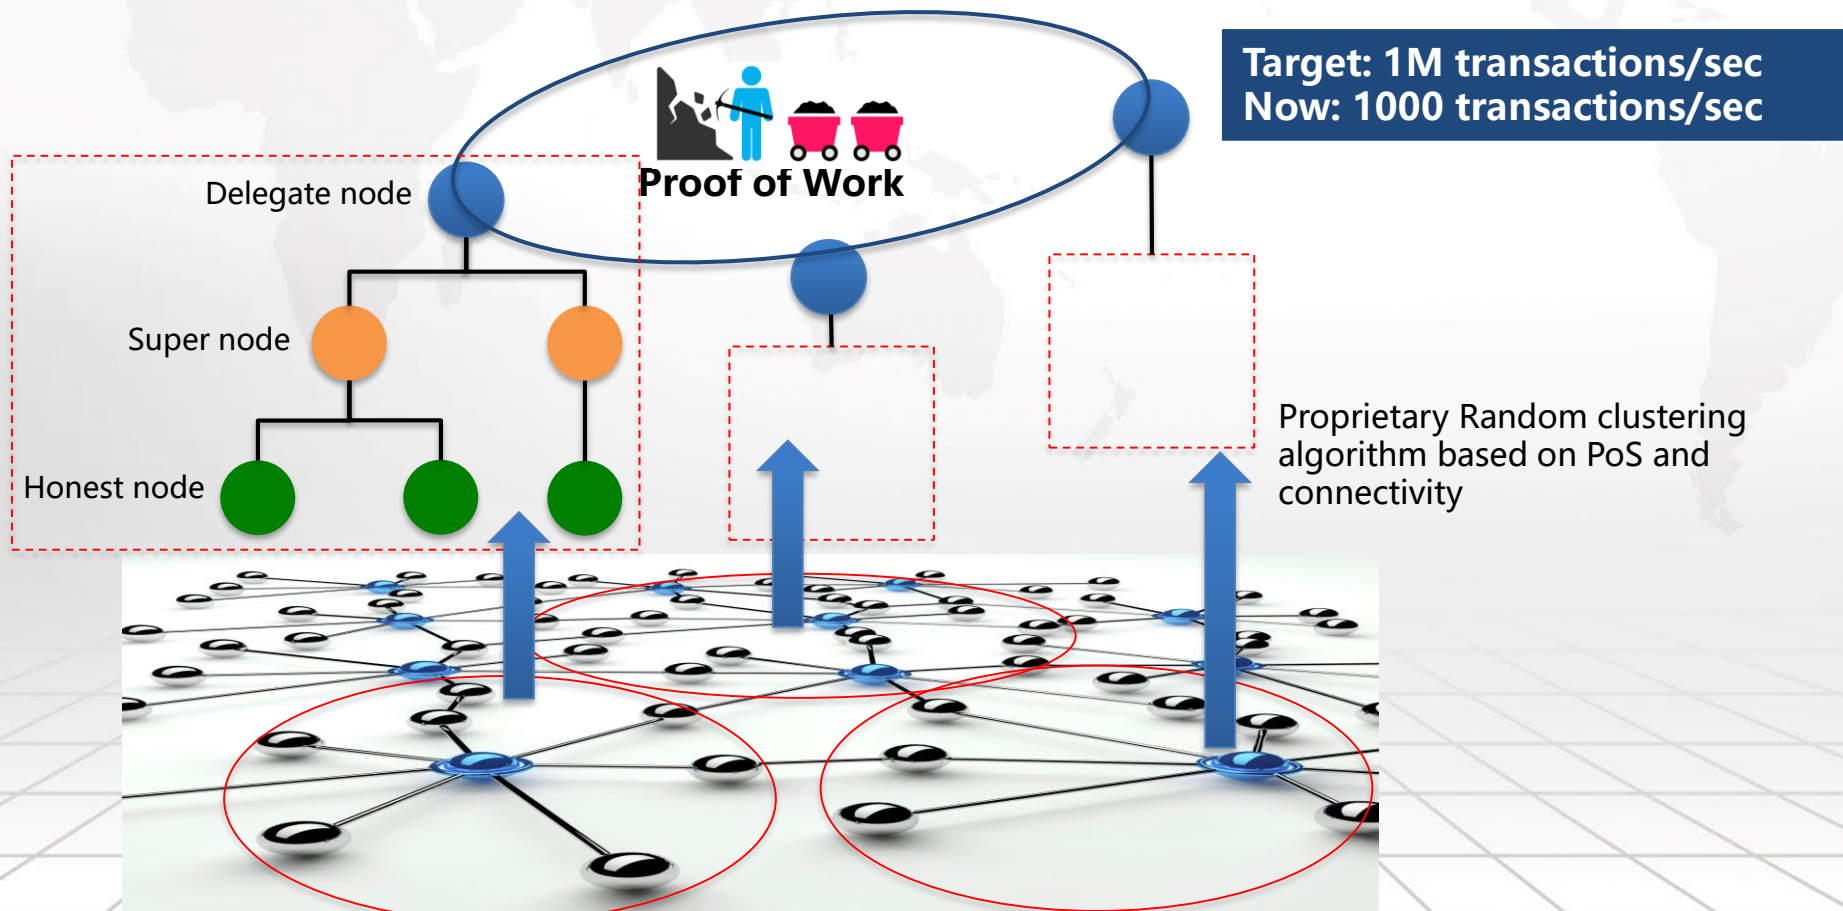 Target: 1M transactions/sec
Now: 1000 transactions/sec
Proof of Work
Delegate node
Super node
Honest node
Proprietary Random clustering
algorithm based on PoS and
connectivity